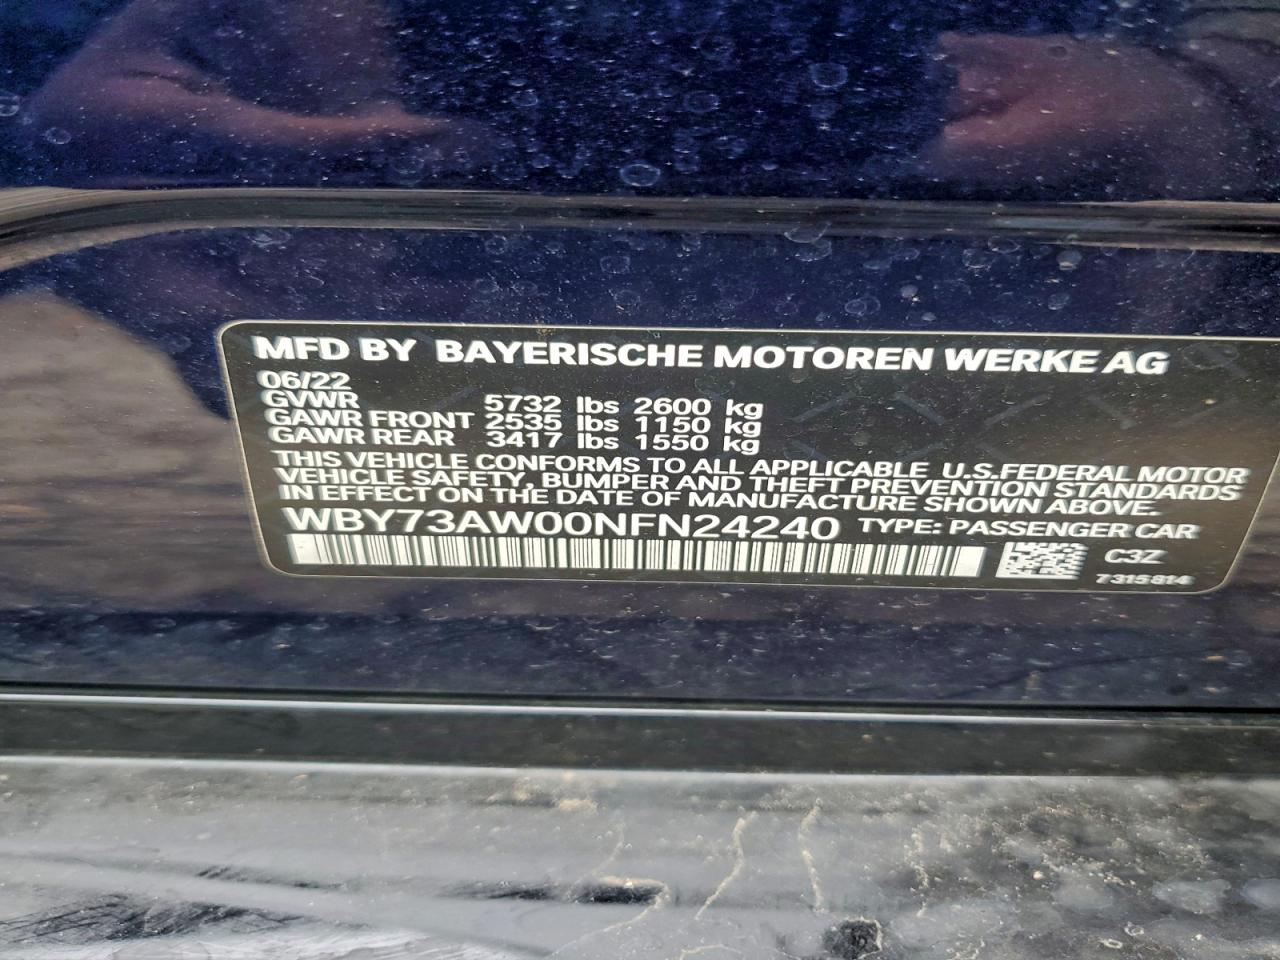 MFD BY BAYERISCHE MOTOREN WERKE AG
06/22
GVWR 5732 lbs 2600 kg
GAWR FRONT 2535 lbs 1150 kg
GAWR REAR 3417 lbs 1550 kg
THIS VEHICLE CONFORMS TO ALL APPLICABLE U.S.FEDERAL MOTOR
VEHICLE SAFETY, BUMPER AND THEFT PREVENTION STANDARDS
IN EFFECT ON THE DATE OF MANUFACTURE SHOWN ABOVE.
WBY73AW00NFN24240 TYPE: PASSENGER CAR
C3Z
7315814